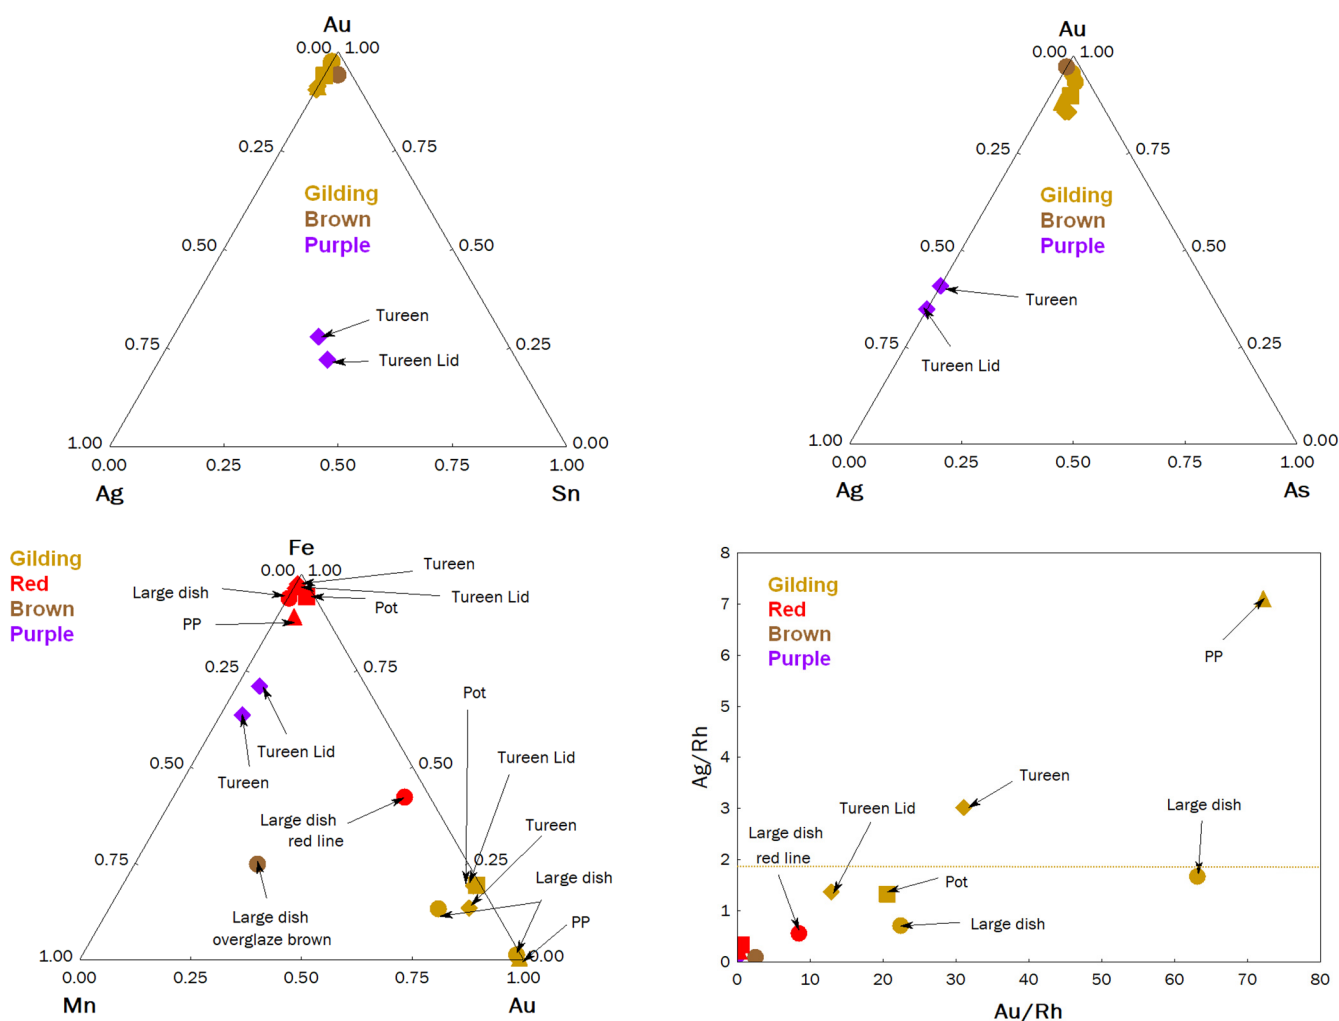 Au
0.00 1.00
0.25
0.75
Gilding
Brown
Purple
0.50
0.50
Tureen
0.75
0.25
Tureen Lid
1.00
0.00
0.00
0.25
0.50
0.75
1.00
Ag
Sn
Au
0.00 1.00
0.25
0.75
Gilding
Brown
Purple
0.50
0.50
Tureen
0.75
0.25
Tureen Lid
1.00
0.00
0.00
0.25
0.50
0.75
1.00
Ag
As
Gilding
Red
Brown
Purple
Fe
0.00 1.00
Tureen
Large dish
Tureen Lid
Pot
PP
0.25
0.75
Pot
Tureen Lid
Tureen
0.50
0.50
Tureen Lid
Large dish
red line
Tureen
0.75
0.25
Large dish
Large dish
overglaze brown
PP
1.00
0.00
0.00
0.25
0.50
0.75
1.00
Mn
Au
8
7
6
5
4
3
2
1
0
Ag/Rh
Gilding
Red
Brown
Purple
PP
Tureen
Tureen Lid
Large dish
Large dish
red line
Pot
Large dish
0
10
20
30
40
50
60
70
80
Au/Rh